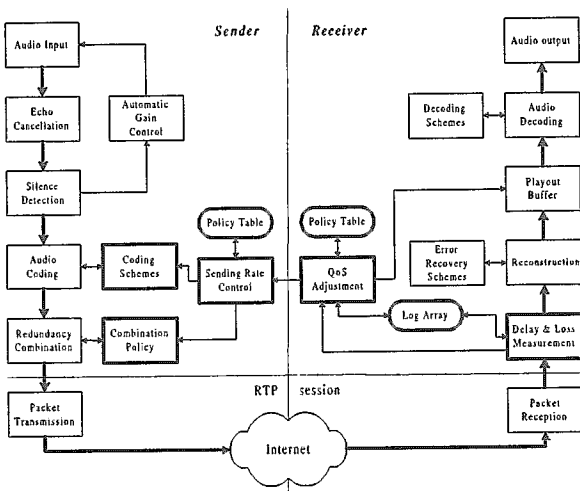 Sender
Receiver
Audio Input
Echo
Cancellation
Automatic
Gain
Control
Silence
Detection
Audio
Coding
Coding
Schemes
Policy Table
Sending Rate
Control
Redundancy
Combination
Combination
Policy
Packet
Transmission
Audio output
Decoding
Schemes
Audio
Decoding
Playout
Buffer
Policy Table
QoS
Adjustment
Error
Recovery
Schemes
Reconstruction
Log Array
Delay & Loss
Measurement
RTP session
Packet
Reception
Internet